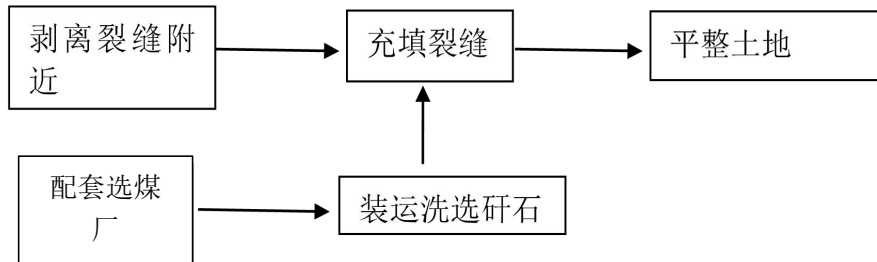 剥离裂缝附
近
充填裂缝
平整土地
配套选煤
厂
装运洗选矸石